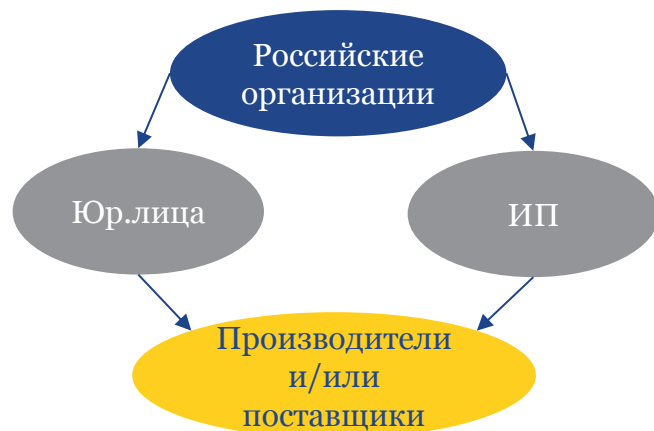 Российские
организации
Юр.лица
ИП
Производители
и/или
поставщики